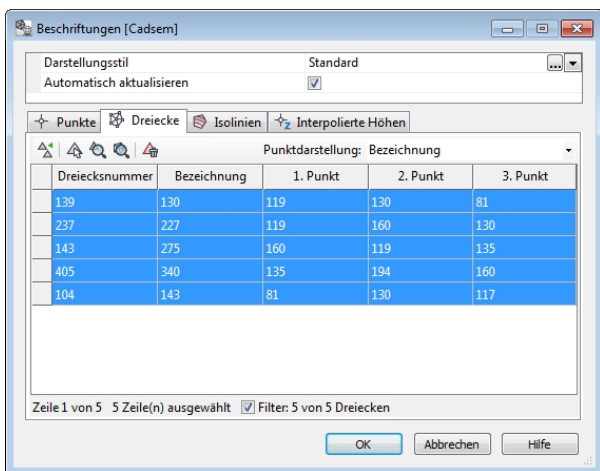 Beschriftungen [Cadsem]
Darstellungsstil Standard ...
Automatisch aktualisieren
Punkte Dreiecke Isolinien Z Interpolierte Höhen
Punktdarstellung: Bezeichnung
Dreiecksnummer Bezeichnung 1. Punkt 2. Punkt 3. Punkt
139 130 119 130 81
237 227 119 160 130
143 275 160 119 135
405 340 135 194 160
104 143 81 130 117
Zeile 1 von 5 5 Zeile(n) ausgewählt Filter: 5 von 5 Dreiecken
OK Abbrechen Hilfe